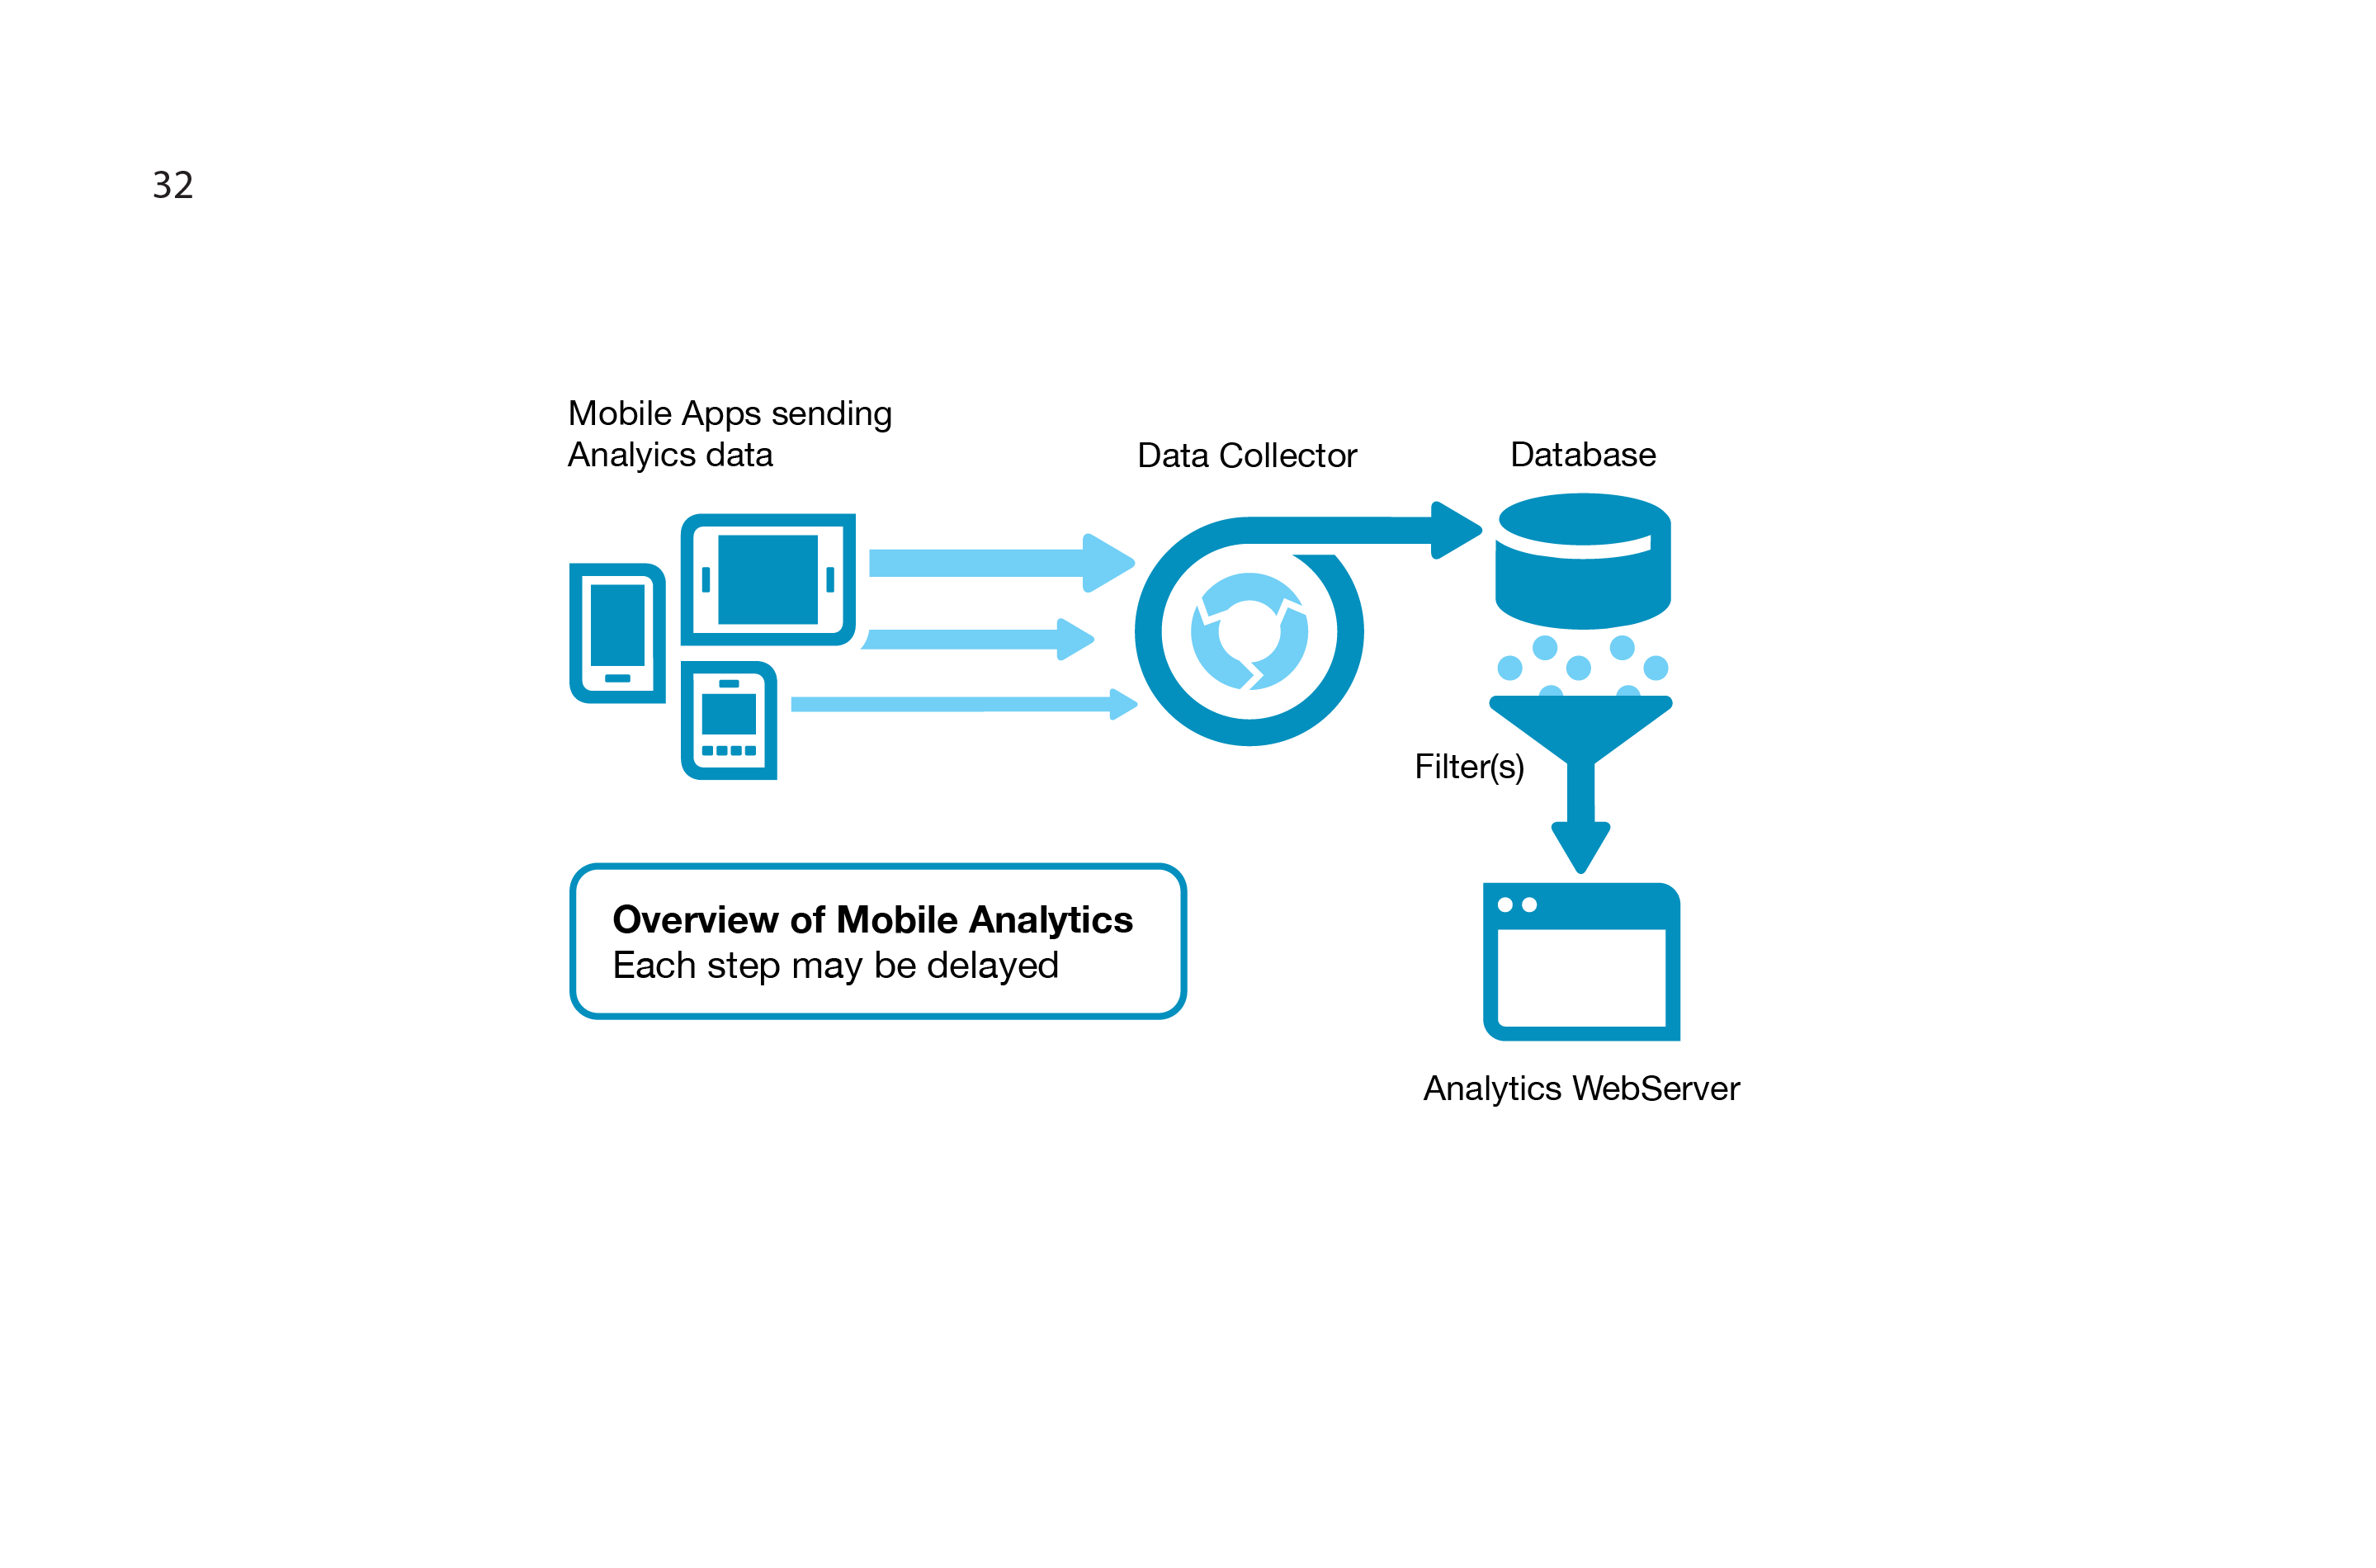 32
Mobile Apps sending
Analyics data
Data Collector
Database
Filter(s)
Overview of Mobile Analytics
Each step may be delayed
Analytics WebServer